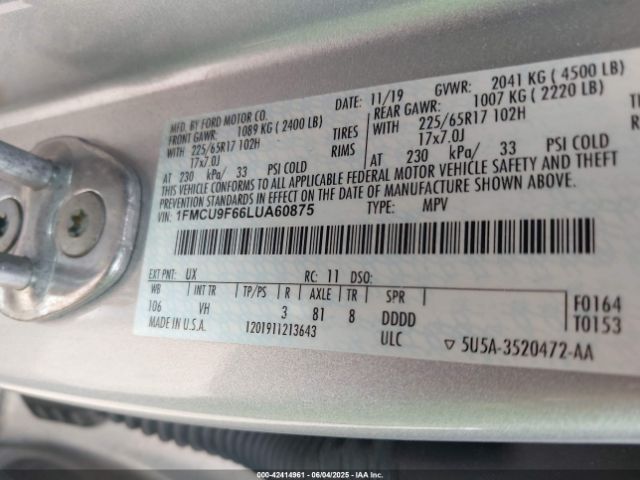 MFD. BY FORD MOTOR CO.
DATE: 11/19 GVWR: 2041 KG ( 4500 LB)
FRONT GAWR: 1089 KG ( 2400 LB)
REAR GAWR: 1007 KG ( 2220 LB)
WITH 225/65R17 102H TIRES
WITH 225/65R17 102H
17x7.0J RIMS
17x7.0J
AT 230 kPa/ 33 PSI COLD
AT 230 kPa/ 33 PSI COLD
THIS VEHICLE CONFORMS TO ALL APPLICABLE FEDERAL MOTOR VEHICLE SAFETY AND THEFT
PREVENTION STANDARDS IN EFFECT ON THE DATE OF MANUFACTURE SHOWN ABOVE.
VIN: 1FMCU9F66LUA60875 TYPE: MPV
EXT PNT: UX RC: 11 DSO:
WB INT TR TP/PS R AXLE TR SPR
106 VH 3 81 8 DDDD
F0164
T0153
MADE IN U.S.A. 1201911213643 ULC ▽ 5U5A-3520472-AA
000-42414961 - 06/04/2025 - IAAI.com